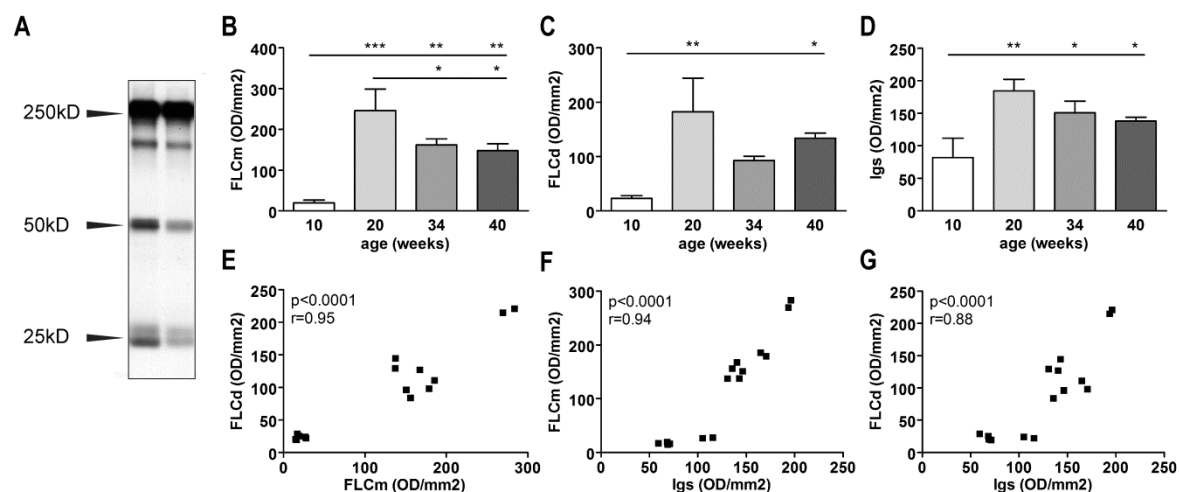 A
250kD
50kD
25kD
B
*** ** **
* *
400
300
200
100
0
FLCm (OD/mm2)
10 20 34 40
age (weeks)
C
** *
300
200
100
0
FLCd (OD/mm2)
10 20 34 40
age (weeks)
D
** * *
250
200
150
100
50
0
Igs (OD/mm2)
10 20 34 40
age (weeks)
E
p<0.0001
r=0.95
250
200
150
100
50
0
FLCd (OD/mm2)
0 100 200 300
FLCm (OD/mm2)
F
p<0.0001
r=0.94
300
200
100
0
FLCm (OD/mm2)
0 50 100 150 200 250
Igs (OD/mm2)
G
p<0.0001
r=0.88
250
200
150
100
50
0
FLCd (OD/mm2)
0 50 100 150 200 250
Igs (OD/mm2)